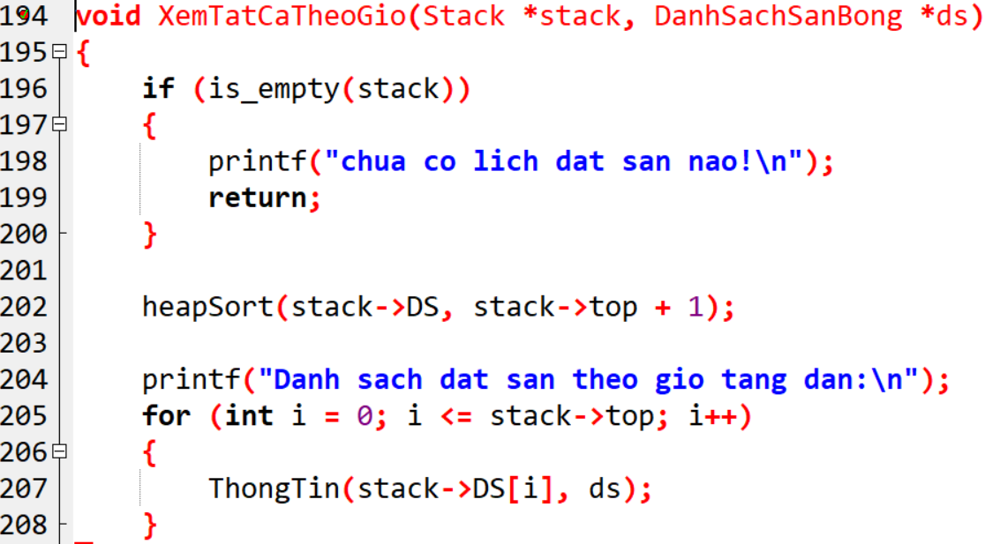 194 void XemTatCaTheoGio(Stack *stack, DanhSachSanBong *ds)
195 {
196     if (is_empty(stack))
197     {
198         printf("chua co lich dat san nao!\n");
199         return;
200     }
201
202     heapSort(stack->DS, stack->top + 1);
203
204     printf("Danh sach dat san theo gio tang dan:\n");
205     for (int i = 0; i <= stack->top; i++)
206     {
207         ThongTin(stack->DS[i], ds);
208     }